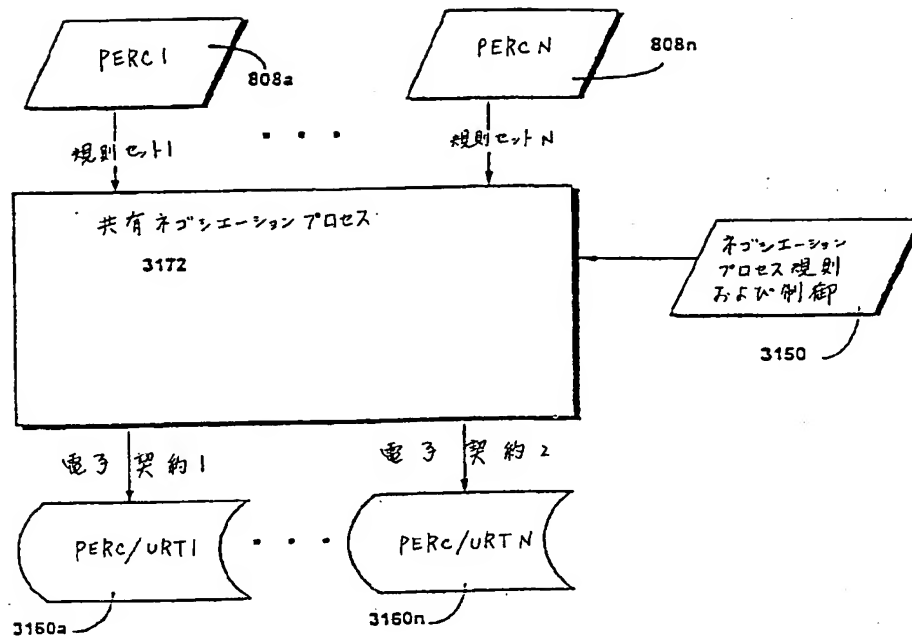 PERC 1
808a
PERC N
808n
規則セット1
・・・
規則セットN
共有ネゴシエーションプロセス
3172
ネゴシエーション
プロセス規則
および制御
3150
電子契約1
電子契約2
PERC/URT1
・・・
PERC/URTN
3160a
3160n